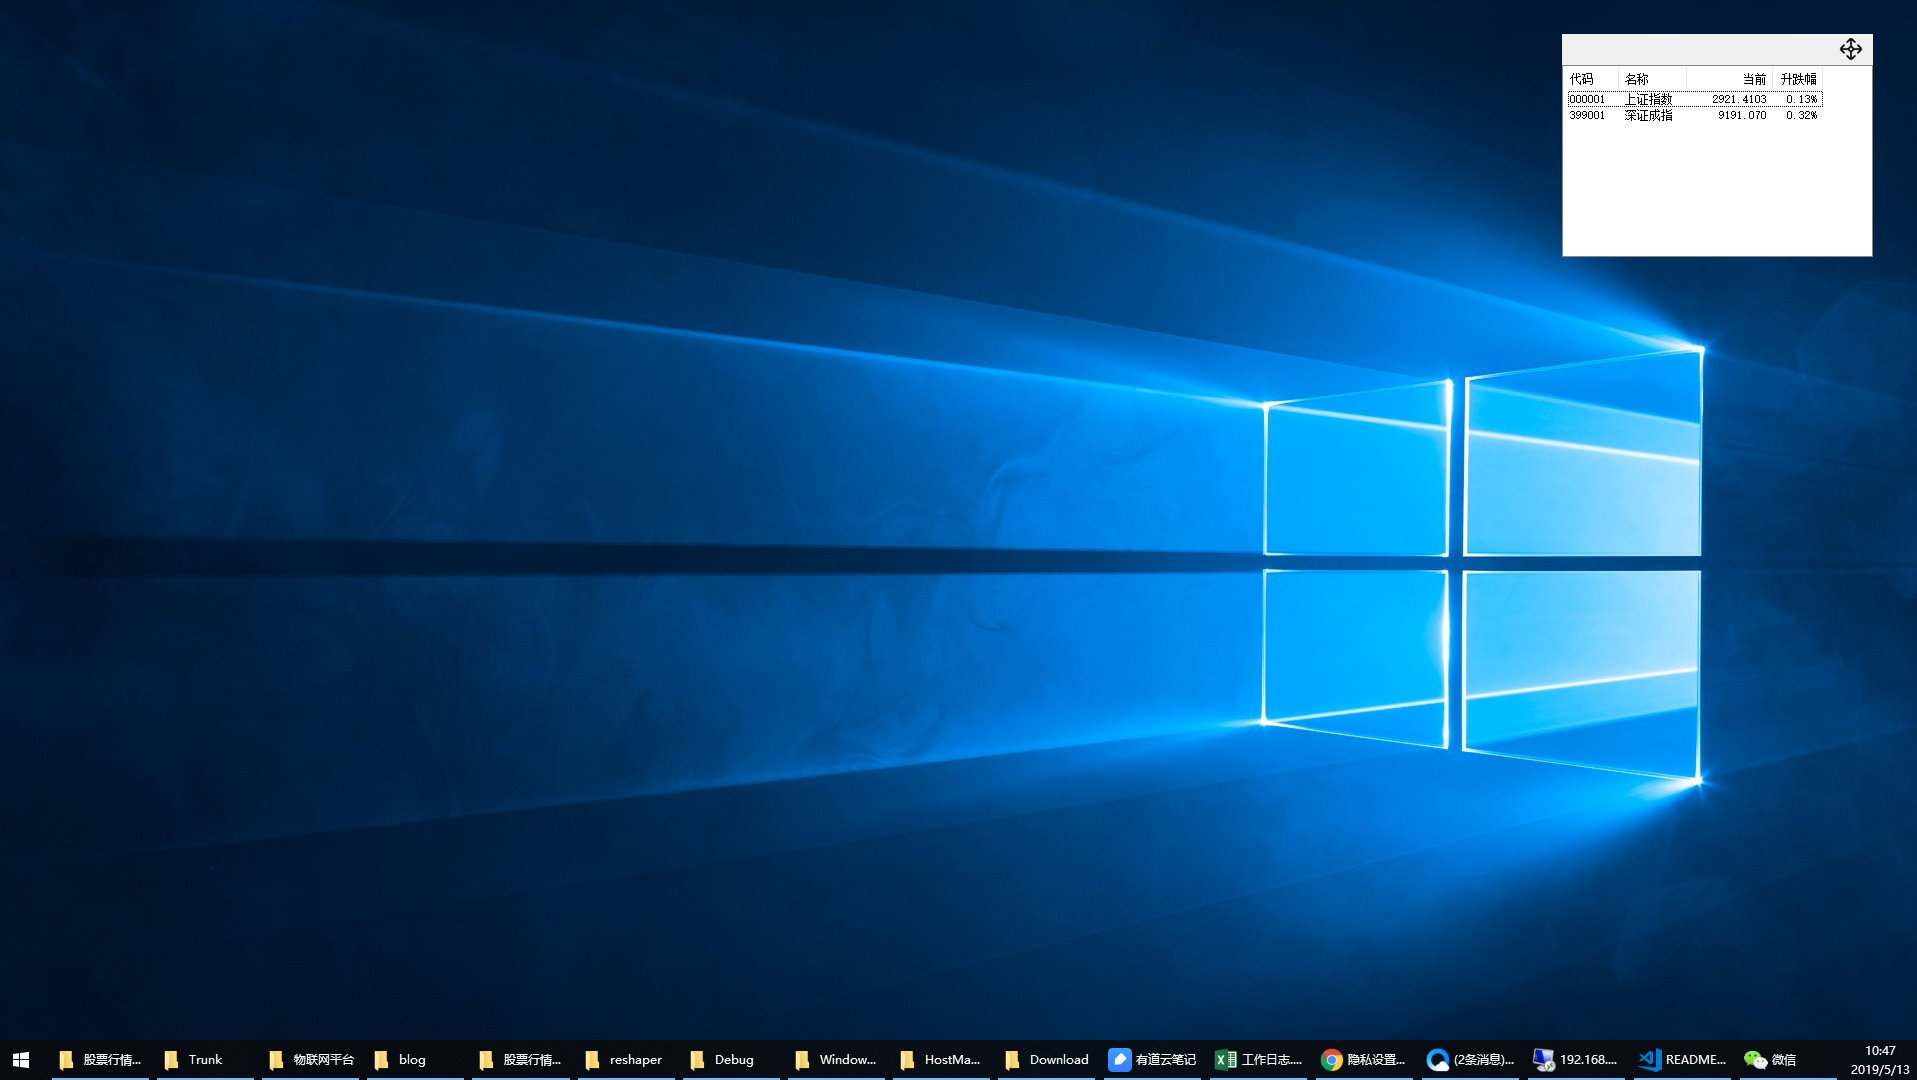 代码 名称 当前 升跌幅
000001 上证指数 2921.4103 0.13%
399001 深证成指 9191.070 0.32%
股票行情... Trunk 物联网平台 blog 股票行情... reshaper Debug Window... HostMa... Download 有道云笔记 工作日志.... 隐私设置... (2条消息)... 192.168.... README... 微信 10:47
2019/5/13